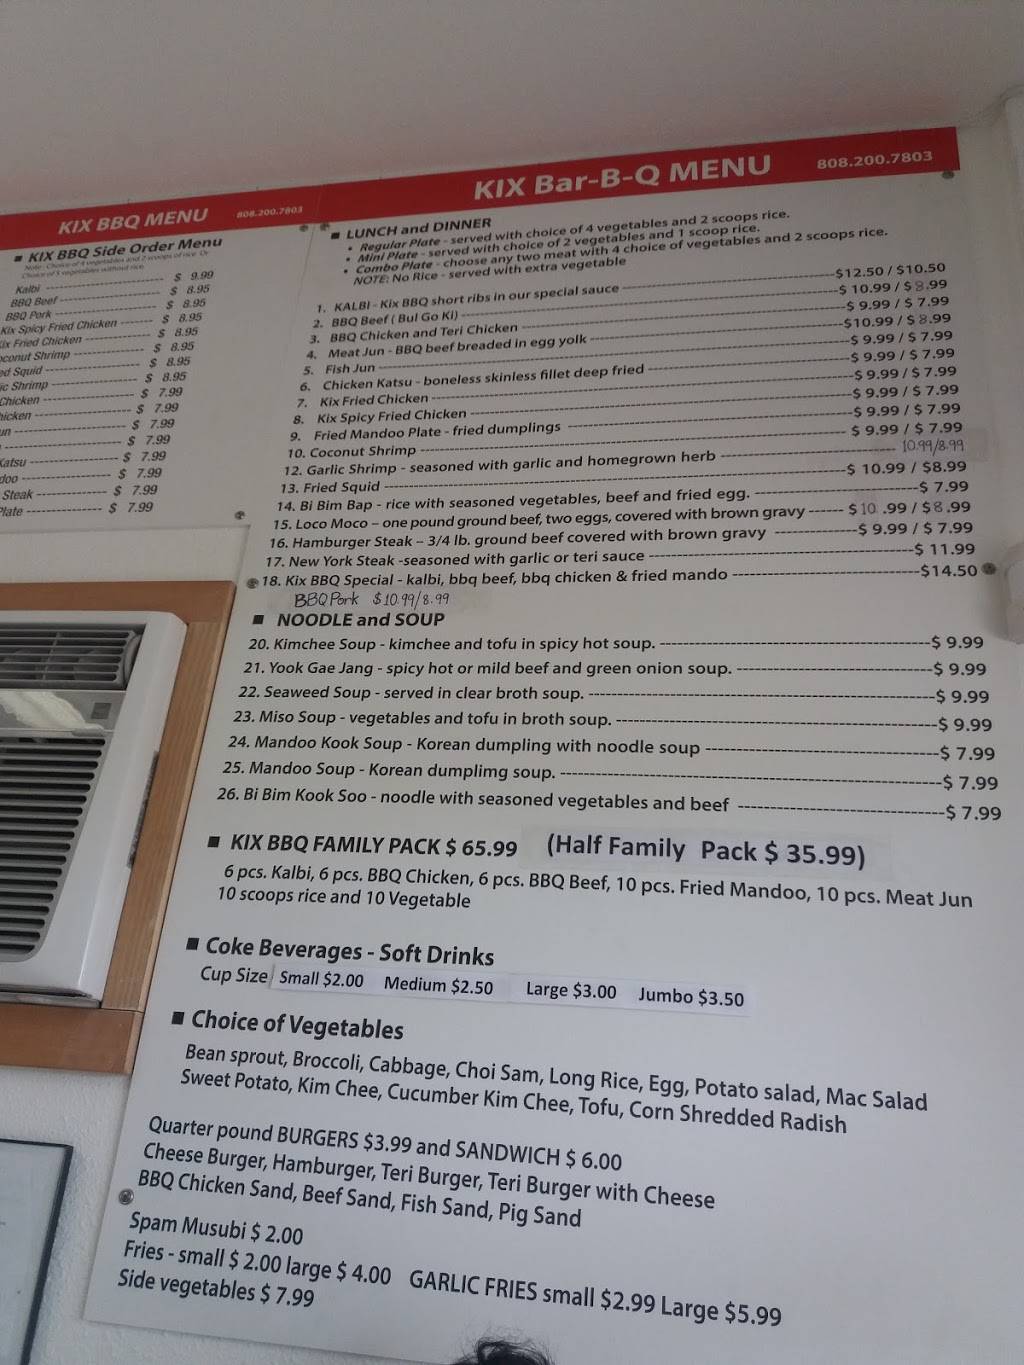 KIX BBQ MENU 808.200.7803
■ KIX BBQ Side Order Menu
Note: Choice of 4 vegetables and 2 scoops of rice. Or
Choice of 5 vegetables without rice.
Kalbi $ 9.99
BBQ Beef $ 8.95
BBQ Pork $ 8.95
Kix Spicy Fried Chicken $ 8.95
Kix Fried Chicken $ 8.95
oconut Shrimp $ 8.95
ed Squid $ 8.95
ic Shrimp $ 8.95
Chicken $ 7.99
hicken $ 7.99
un $ 7.99
$ 7.99
Katsu $ 7.99
doo $ 7.99
Steak $ 7.99
Plate $ 7.99
KIX Bar-B-Q MENU 808.200.7803
■ LUNCH and DINNER
• Regular Plate - served with choice of 4 vegetables and 2 scoops rice.
• Mini Plate - served with choice of 2 vegetables and 1 scoop rice.
• Combo Plate - choose any two meat with 4 choice of vegetables and 2 scoops rice.
NOTE: No Rice - served with extra vegetable
1. KALBI - Kix BBQ short ribs in our special sauce $12.50 / $10.50
2. BBQ Beef ( Bul Go Ki) $ 10.99 / $ 8.99
3. BBQ Chicken and Teri Chicken $ 9.99 / $ 7.99
4. Meat Jun - BBQ beef breaded in egg yolk $10.99 / $ 8.99
5. Fish Jun $ 9.99 / $ 7.99
6. Chicken Katsu - boneless skinless fillet deep fried $ 9.99 / $ 7.99
7. Kix Fried Chicken $ 9.99 / $ 7.99
8. Kix Spicy Fried Chicken $ 9.99 / $ 7.99
9. Fried Mandoo Plate - fried dumplings $ 9.99 / $ 7.99
10. Coconut Shrimp $ 9.99 / $ 7.99
12. Garlic Shrimp - seasoned with garlic and homegrown herb 10.99/8.99
13. Fried Squid $ 10.99 / $8.99
14. Bi Bim Bap - rice with seasoned vegetables, beef and fried egg. $ 7.99
15. Loco Moco – one pound ground beef, two eggs, covered with brown gravy $ 10 .99 / $ 8.99
16. Hamburger Steak – 3/4 lb. ground beef covered with brown gravy $ 9.99 / $ 7.99
17. New York Steak -seasoned with garlic or teri sauce $ 11.99
18. Kix BBQ Special - kalbi, bbq beef, bbq chicken & fried mando $14.50
BBQ Pork $10.99/8.99
■ NOODLE and SOUP
20. Kimchee Soup - kimchee and tofu in spicy hot soup. $ 9.99
21. Yook Gae Jang - spicy hot or mild beef and green onion soup. $ 9.99
22. Seaweed Soup - served in clear broth soup. $ 9.99
23. Miso Soup - vegetables and tofu in broth soup. $ 9.99
24. Mandoo Kook Soup - Korean dumpling with noodle soup $ 7.99
25. Mandoo Soup - Korean dumplimg soup. $ 7.99
26. Bi Bim Kook Soo - noodle with seasoned vegetables and beef $ 7.99
■ KIX BBQ FAMILY PACK $ 65.99 (Half Family Pack $ 35.99)
6 pcs. Kalbi, 6 pcs. BBQ Chicken, 6 pcs. BBQ Beef, 10 pcs. Fried Mandoo, 10 pcs. Meat Jun
10 scoops rice and 10 Vegetable
■ Coke Beverages - Soft Drinks
Cup Size Small $2.00 Medium $2.50 Large $3.00 Jumbo $3.50
■ Choice of Vegetables
Bean sprout, Broccoli, Cabbage, Choi Sam, Long Rice, Egg, Potato salad, Mac Salad
Sweet Potato, Kim Chee, Cucumber Kim Chee, Tofu, Corn Shredded Radish
Quarter pound BURGERS $3.99 and SANDWICH $ 6.00
Cheese Burger, Hamburger, Teri Burger, Teri Burger with Cheese
BBQ Chicken Sand, Beef Sand, Fish Sand, Pig Sand
Spam Musubi $ 2.00
Fries - small $ 2.00 large $ 4.00 GARLIC FRIES small $2.99 Large $5.99
Side vegetables $ 7.99